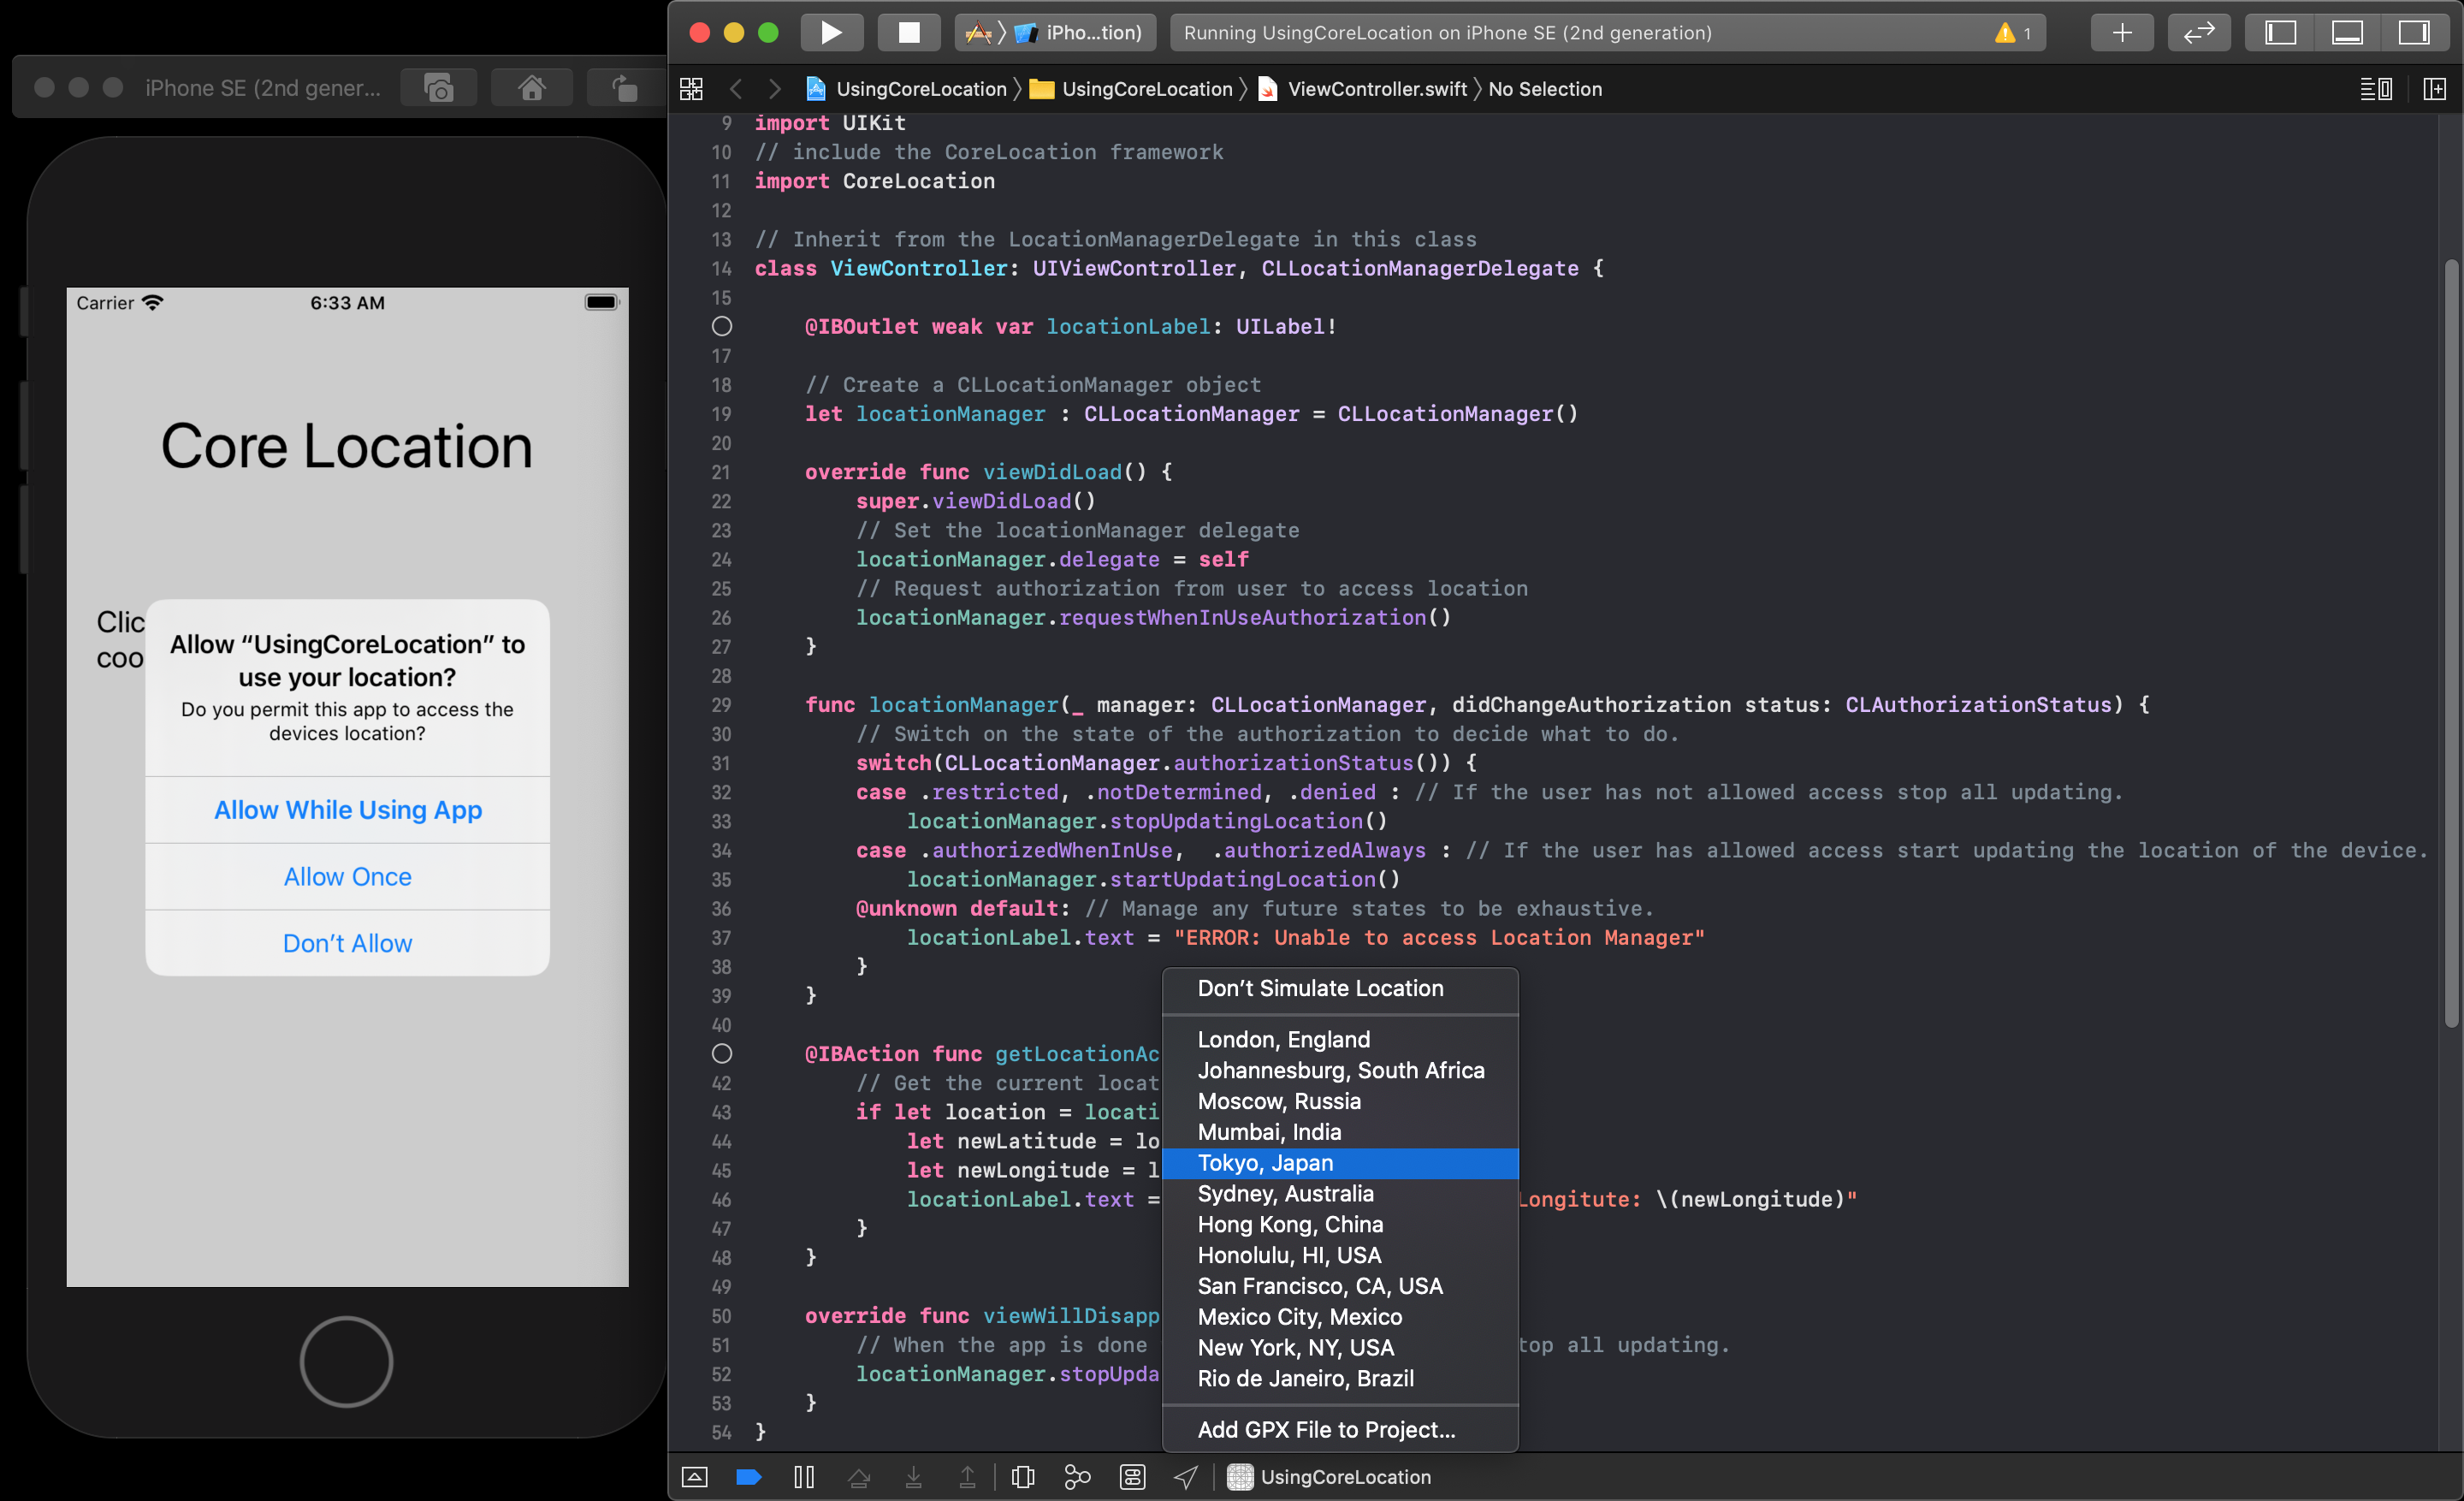 iPhone SE (2nd gener...
Carrier
6:33 AM
Core Location
Clic
coo
Allow “UsingCoreLocation” to
use your location?
Do you permit this app to access the
devices location?
Allow While Using App
Allow Once
Don’t Allow
iPho...tion)
Running UsingCoreLocation on iPhone SE (2nd generation)
1
UsingCoreLocation
UsingCoreLocation
ViewController.swift
No Selection
9 import UIKit
10 // include the CoreLocation framework
11 import CoreLocation
12
13 // Inherit from the LocationManagerDelegate in this class
14 class ViewController: UIViewController, CLLocationManagerDelegate {
15
@IBOutlet weak var locationLabel: UILabel!
17
18 // Create a CLLocationManager object
19 let locationManager : CLLocationManager = CLLocationManager()
20
21 override func viewDidLoad() {
22 super.viewDidLoad()
23 // Set the locationManager delegate
24 locationManager.delegate = self
25 // Request authorization from user to access location
26 locationManager.requestWhenInUseAuthorization()
27 }
28
29 func locationManager(_ manager: CLLocationManager, didChangeAuthorization status: CLAuthorizationStatus) {
30 // Switch on the state of the authorization to decide what to do.
31 switch(CLLocationManager.authorizationStatus()) {
32 case .restricted, .notDetermined, .denied : // If the user has not allowed access stop all updating.
33 locationManager.stopUpdatingLocation()
34 case .authorizedWhenInUse, .authorizedAlways : // If the user has allowed access start updating the location of the device.
35 locationManager.startUpdatingLocation()
36 @unknown default: // Manage any future states to be exhaustive.
37 locationLabel.text = "ERROR: Unable to access Location Manager"
38 }
39 }
40
@IBAction func getLocationAc
42 // Get the current locat
43 if let location = locati
44 let newLatitude = lo
45 let newLongitude = l
46 locationLabel.text = Longitute: \(newLongitude)"
47 }
48 }
49
50 override func viewWillDisapp
51 // When the app is done top all updating.
52 locationManager.stopUpda
53 }
54 }
Don’t Simulate Location
London, England
Johannesburg, South Africa
Moscow, Russia
Mumbai, India
Tokyo, Japan
Sydney, Australia
Hong Kong, China
Honolulu, HI, USA
San Francisco, CA, USA
Mexico City, Mexico
New York, NY, USA
Rio de Janeiro, Brazil
Add GPX File to Project...
UsingCoreLocation